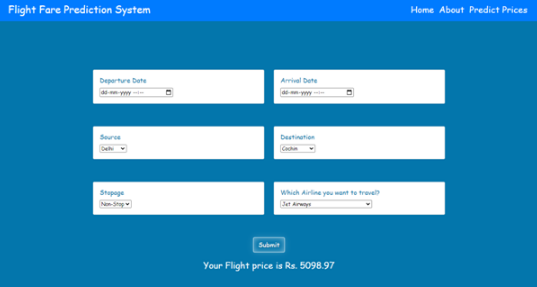 Flight Fare Prediction System Home About Predict Prices
Departure Date Arrival Date
dd-mm-yyyy --:-- dd-mm-yyyy --:--
Source Destination
Delhi Cochin
Stopage Which Airline you want to travel?
Non-Stop Jet Airways
Submit
Your Flight price is Rs. 5098.97